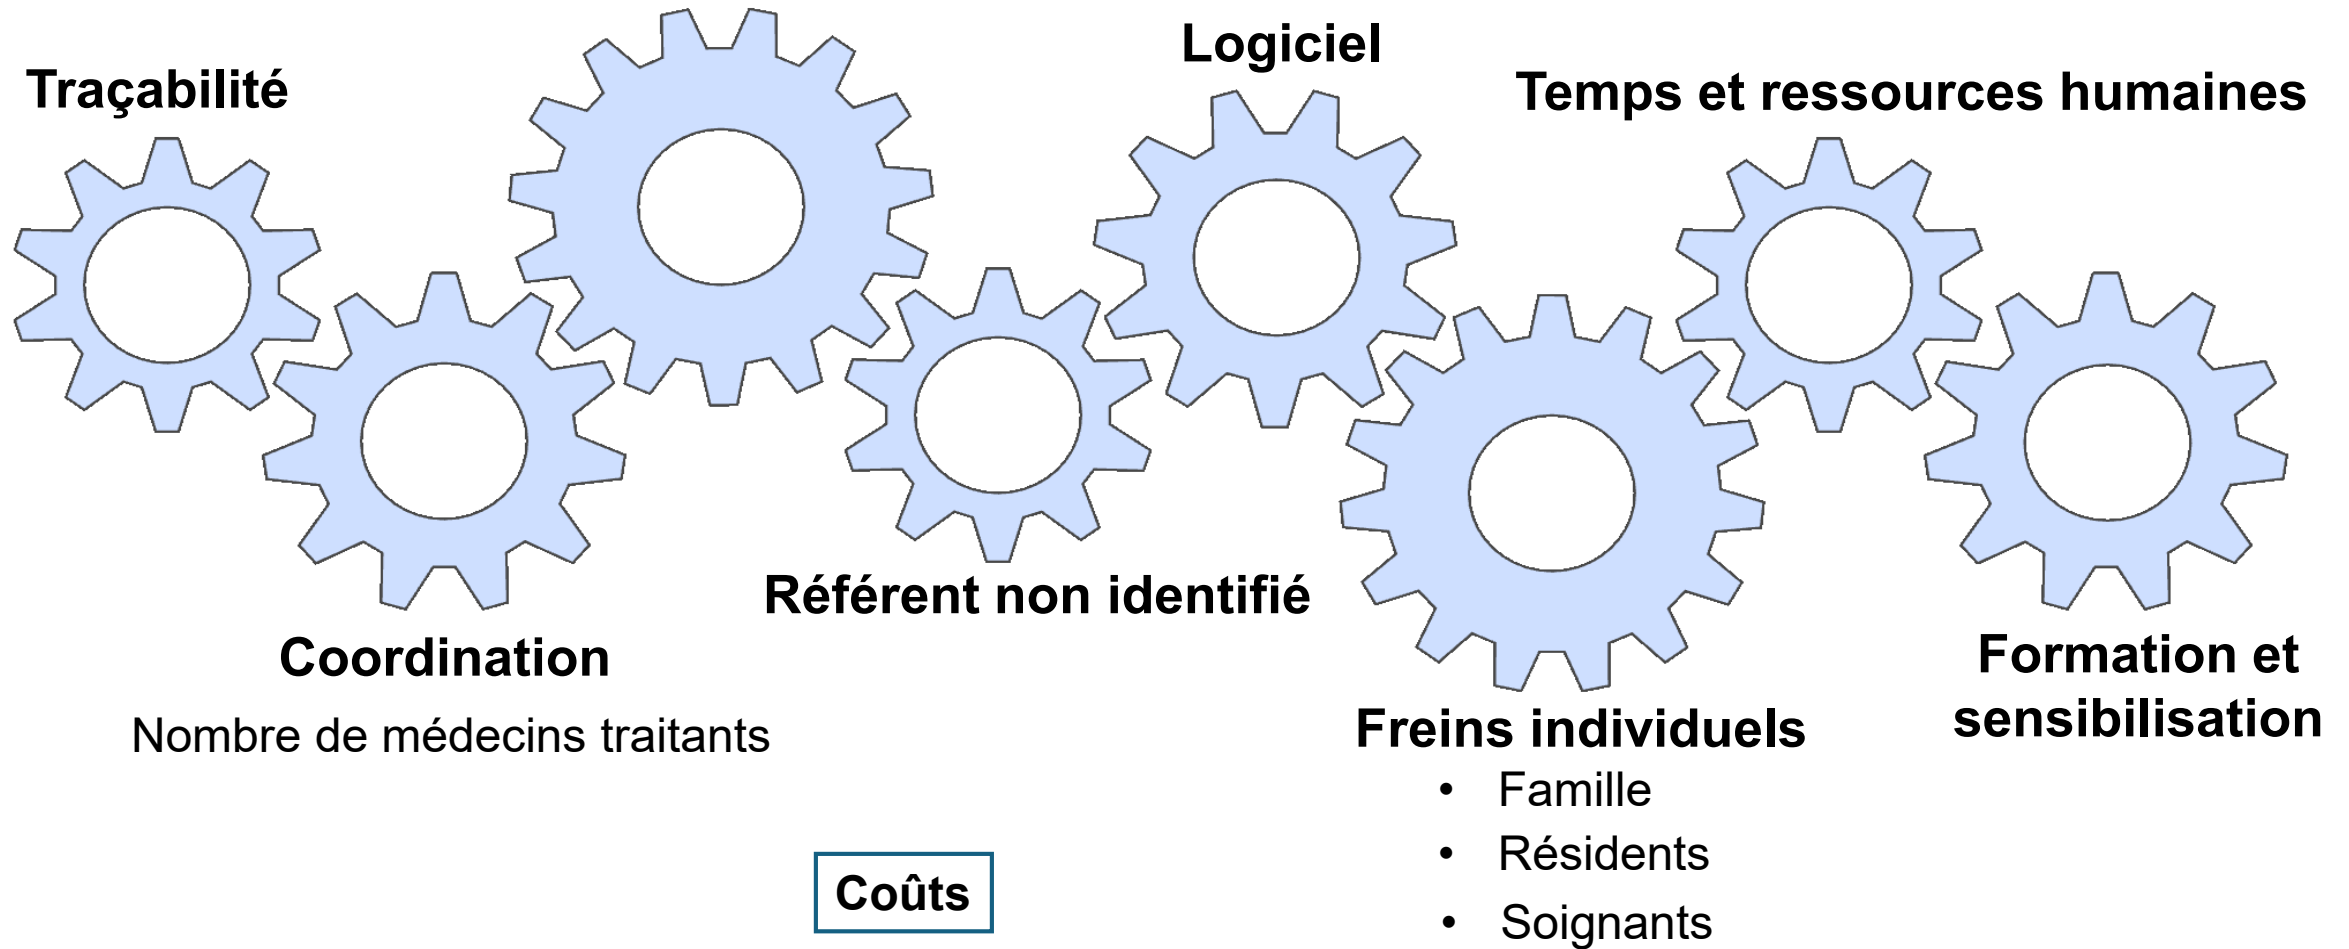 Traçabilité
Logiciel
Temps et ressources humaines
Coordination
Nombre de médecins traitants
Référent non identifié
Freins individuels
• Famille
• Résidents
• Soignants
Formation et
sensibilisation
Coûts